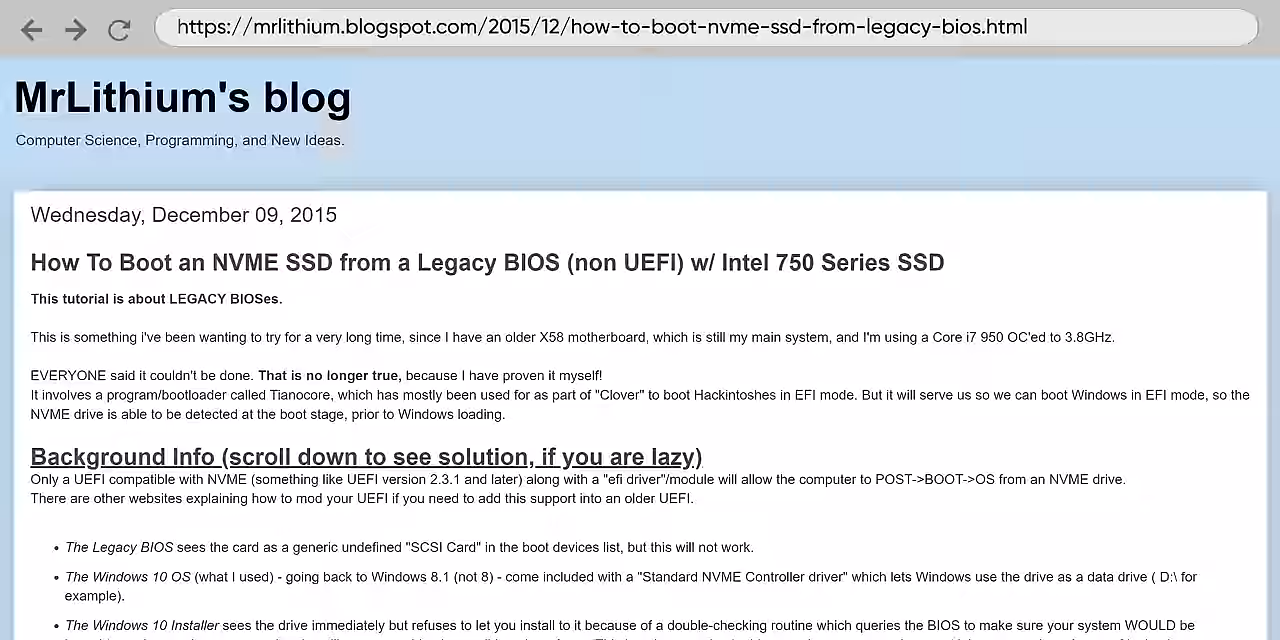 https://mrlithium.blogspot.com/2015/12/how-to-boot-nvme-ssd-from-legacy-bios.html
MrLithium's blog
Computer Science, Programming, and New Ideas.
Wednesday, December 09, 2015
How To Boot an NVME SSD from a Legacy BIOS (non UEFI) w/ Intel 750 Series SSD
This tutorial is about LEGACY BIOSes.
This is something i've been wanting to try for a very long time, since I have an older X58 motherboard, which is still my main system, and I'm using a Core i7 950 OC'ed to 3.8GHz.
EVERYONE said it couldn't be done. That is no longer true, because I have proven it myself!
It involves a program/bootloader called Tianocore, which has mostly been used for as part of "Clover" to boot Hackintoshes in EFI mode. But it will serve us so we can boot Windows in EFI mode, so the
NVME drive is able to be detected at the boot stage, prior to Windows loading.
Background Info (scroll down to see solution, if you are lazy)
Only a UEFI compatible with NVME (something like UEFI version 2.3.1 and later) along with a "efi driver"/module will allow the computer to POST->BOOT->OS from an NVME drive.
There are other websites explaining how to mod your UEFI if you need to add this support into an older UEFI.
• The Legacy BIOS sees the card as a generic undefined "SCSI Card" in the boot devices list, but this will not work.
• The Windows 10 OS (what I used) - going back to Windows 8.1 (not 8) - come included with a "Standard NVME Controller driver" which lets Windows use the drive as a data drive ( D:\ for
example).
• The Windows 10 Installer sees the drive immediately but refuses to let you install to it because of a double-checking routine which queries the BIOS to make sure your system WOULD be